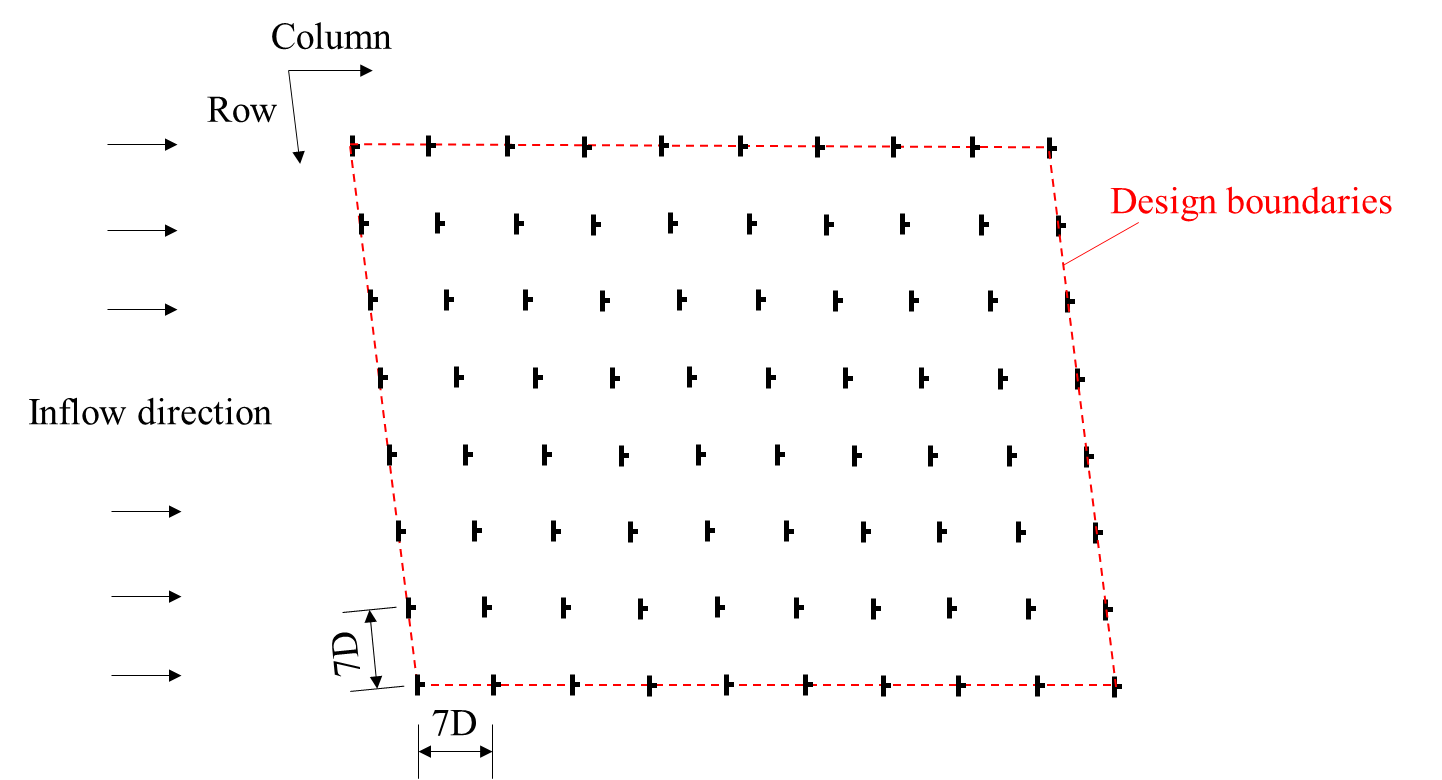 Column
Row
Design boundaries
Inflow direction
7D
7D